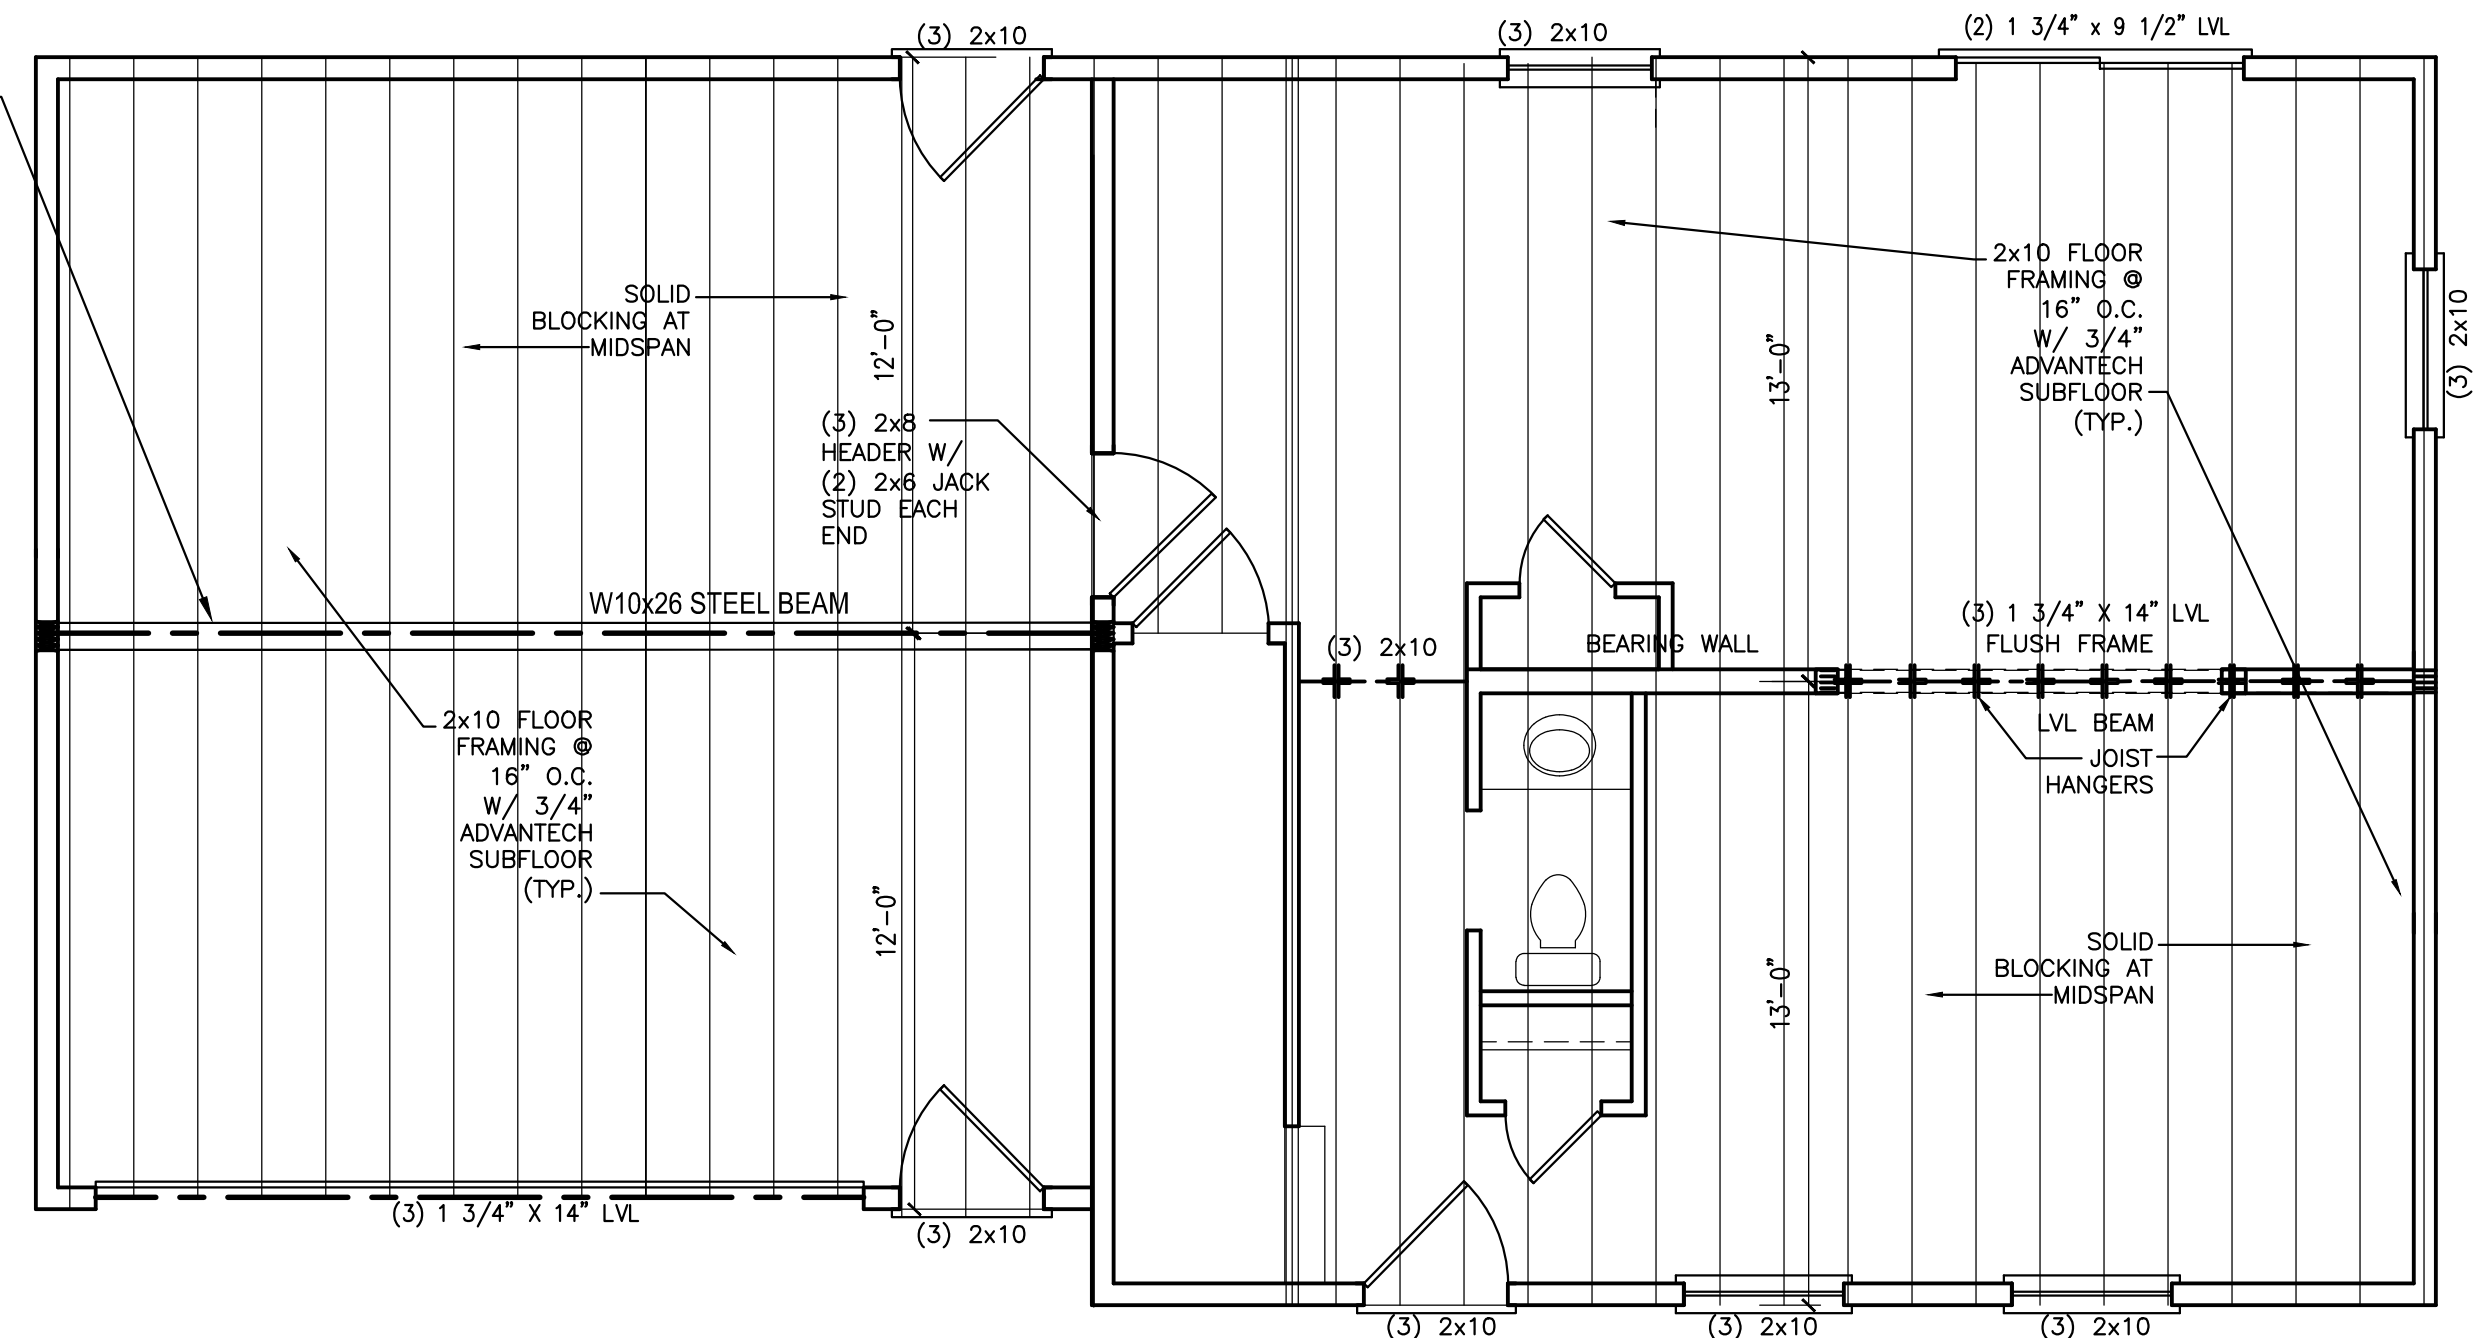 (3) 2x10
(3) 2x10
(2) 1 3/4" x 9 1/2" LVL
SOLID
BLOCKING AT
MIDSPAN
12'-0"
13'-0"
2x10 FLOOR
FRAMING @
16" O.C.
W/ 3/4"
ADVANTECH
SUBFLOOR
(TYP.)
(3) 2x10
(3) 2x8
HEADER W/
(2) 2x6 JACK
STUD EACH
END
W10x26 STEEL BEAM
(3) 2x10
BEARING WALL
(3) 1 3/4" X 14" LVL
FLUSH FRAME
LVL BEAM
JOIST
HANGERS
2x10 FLOOR
FRAMING @
16" O.C.
W/ 3/4"
ADVANTECH
SUBFLOOR
(TYP.)
12'-0"
13'-0"
SOLID
BLOCKING AT
MIDSPAN
(3) 1 3/4" X 14" LVL
(3) 2x10
(3) 2x10
(3) 2x10
(3) 2x10